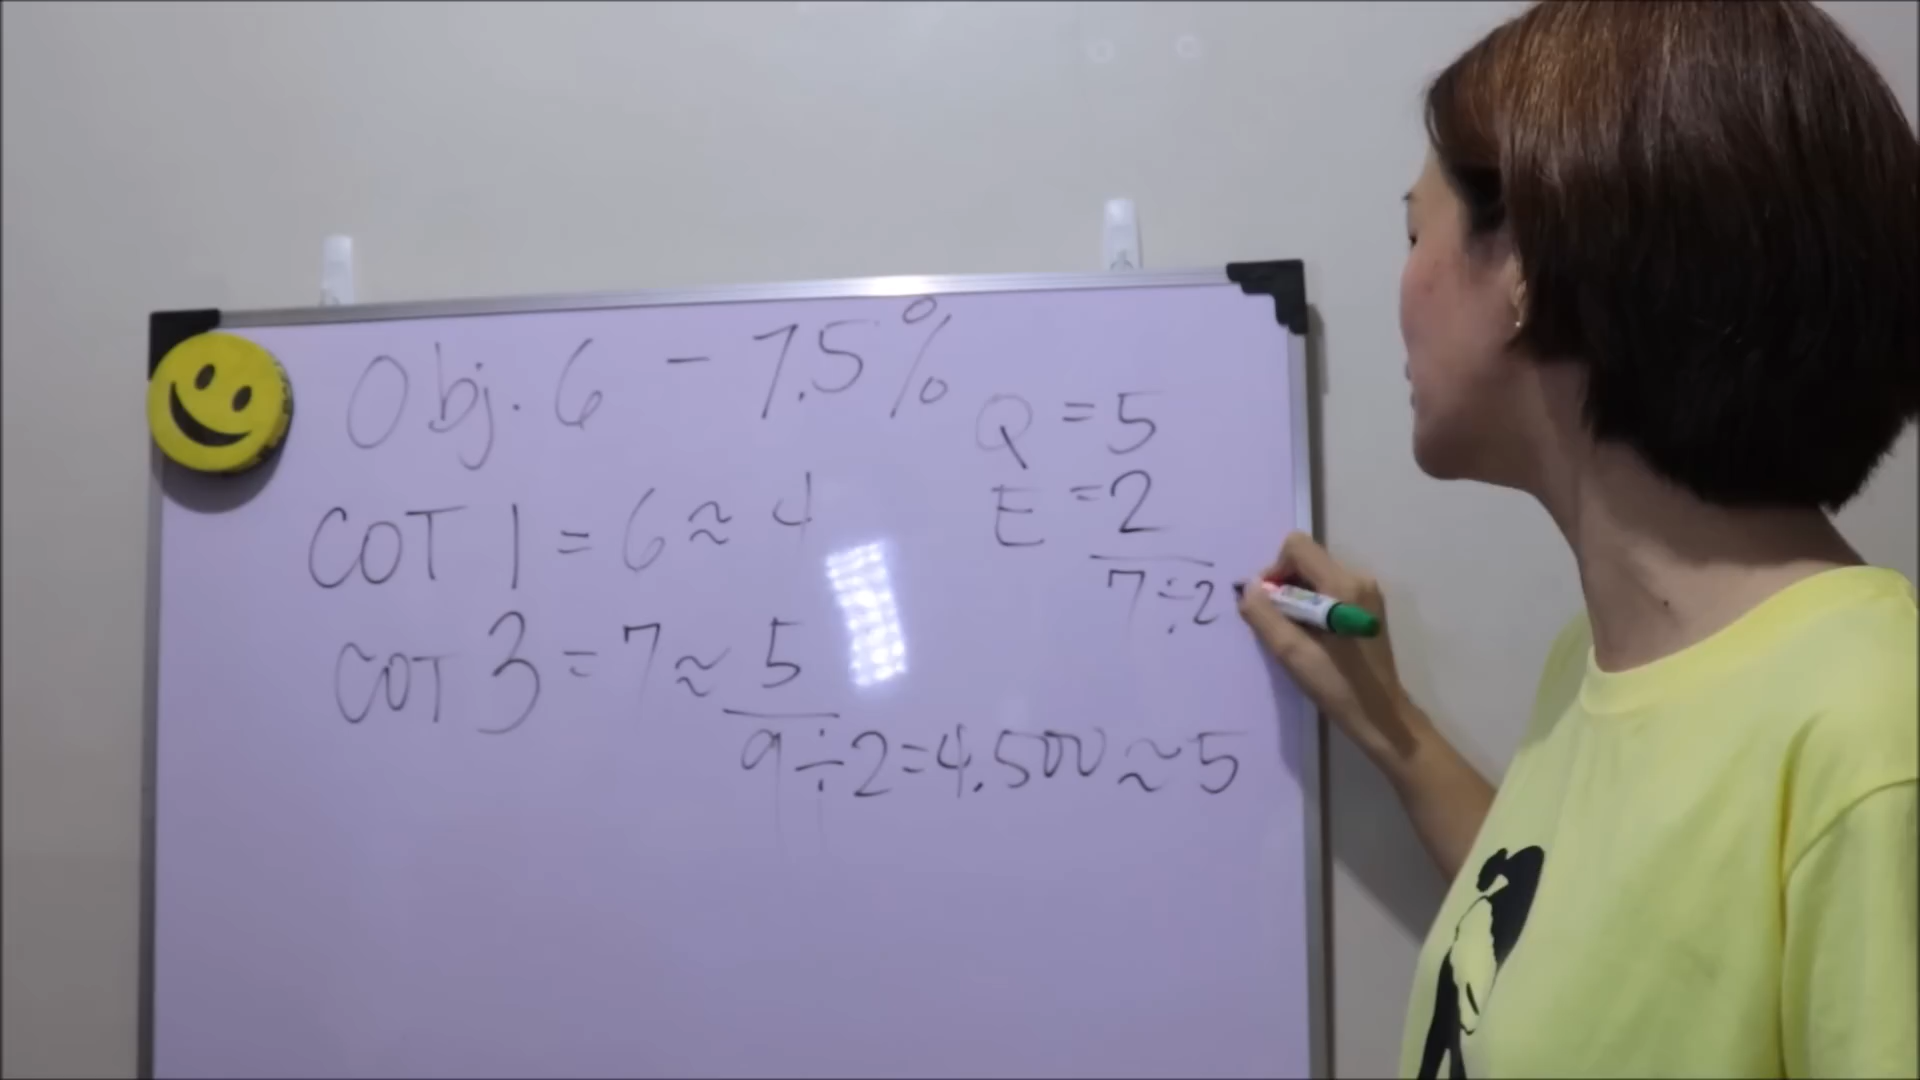 Obj. 6 - 7.5%
Q = 5
E = 2
7÷2
COT 1 = 6 ≈ 4
COT 3 = 7 ≈ 5
9÷2=4.500≈5